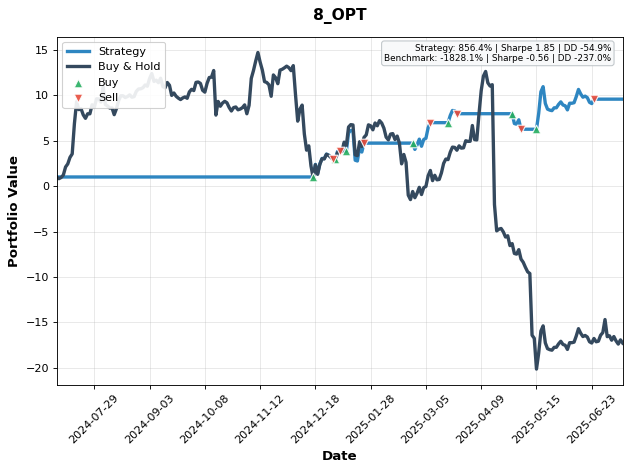 8_OPT
Strategy
Buy & Hold
Buy
Sell
Strategy: 856.4% | Sharpe 1.85 | DD -54.9%
Benchmark: -1828.1% | Sharpe -0.56 | DD -237.0%
Portfolio Value
15
10
5
0
−5
−10
−15
−20
2024-07-29
2024-09-03
2024-10-08
2024-11-12
2024-12-18
2025-01-28
2025-03-05
2025-04-09
2025-05-15
2025-06-23
Date